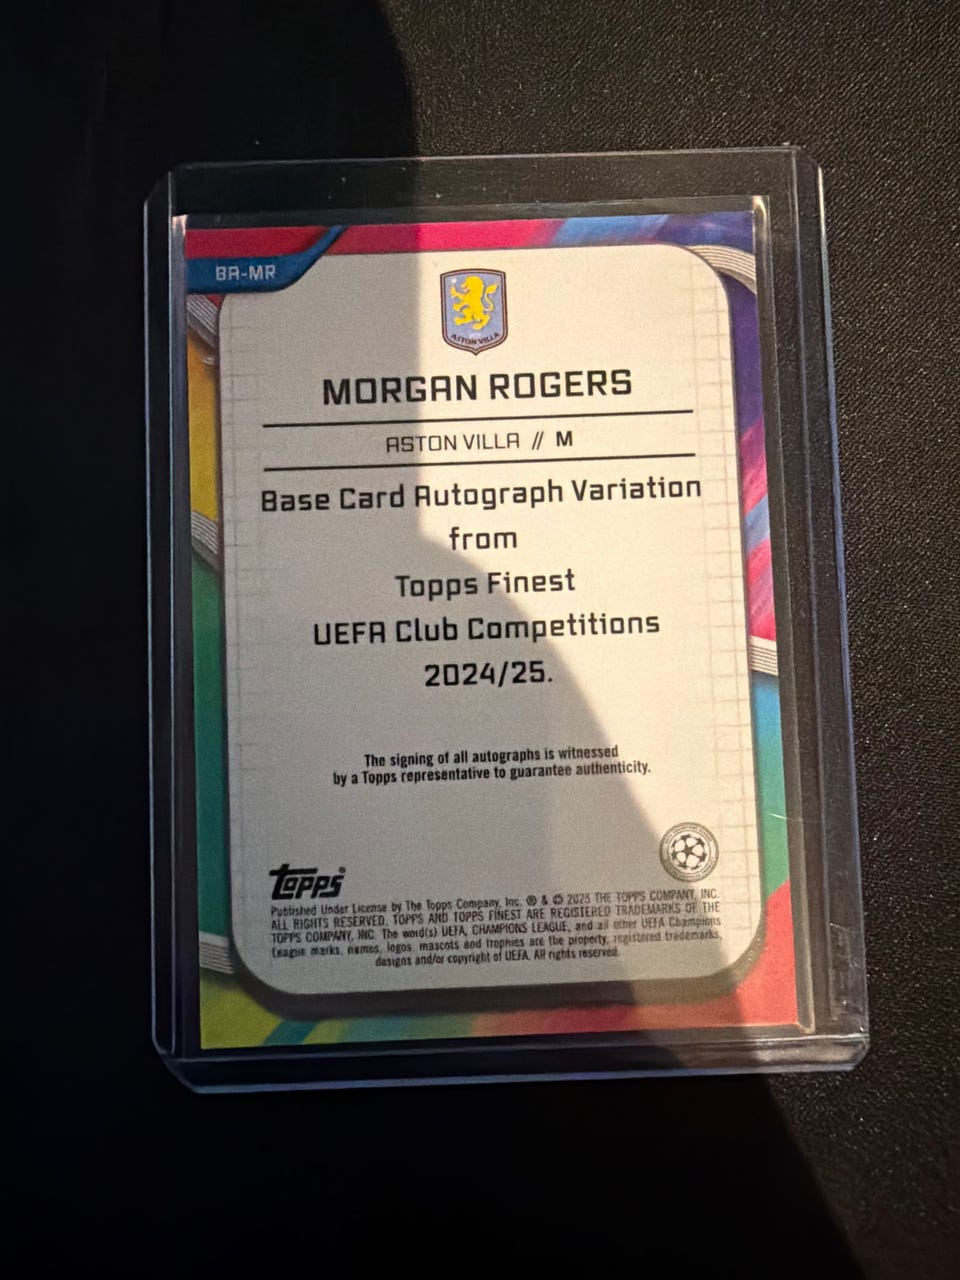 BA-MR
ASTON VILLA
MORGAN ROGERS
ASTON VILLA // M
Base Card Autograph Variation
from
Topps Finest
UEFA Club Competitions
2024/25.
The signing of all autographs is witnessed
by a Topps representative to guarantee authenticity.
Topps®
Published Under License by The Topps Company, Inc. ® & © 2025 THE TOPPS COMPANY, INC.
ALL RIGHTS RESERVED. TOPPS AND TOPPS FINEST ARE REGISTERED TRADEMARKS OF THE
TOPPS COMPANY, INC. The word(s) UEFA, CHAMPIONS LEAGUE, and all other UEFA Champions
League marks, names, logos, mascots and trophies are the property, registered trademarks,
designs and/or copyright of UEFA. All rights reserved.